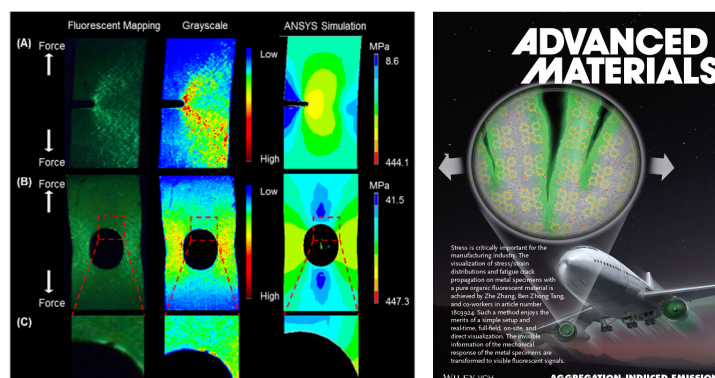 Fluorescent Mapping Grayscale ANSYS Simulation
(A)
Force
Low
MPa
8.6
Force
High
444.1
(B)
Force
Low
MPa
41.5
Force
High
447.3
(C)
ADVANCED
MATERIALS
Stress is critically important for the
manufacturing industry. The
visualization of stress/strain
distributions and fatigue crack
propagation on metal specimens with
a pure organic fluorescent material is
achieved by Zhe Zhang, Ben Zhong Tang,
and co-workers in article number
1803924. Such a method enjoys the
merits of a simple setup and
real-time, full-field, on-site, and
direct visualization. The invisible
information of the mechanical
response of the metal specimens are
transformed to visible fluorescent signals.
WILEY-VCH
AGGREGATION-INDUCED EMISSION